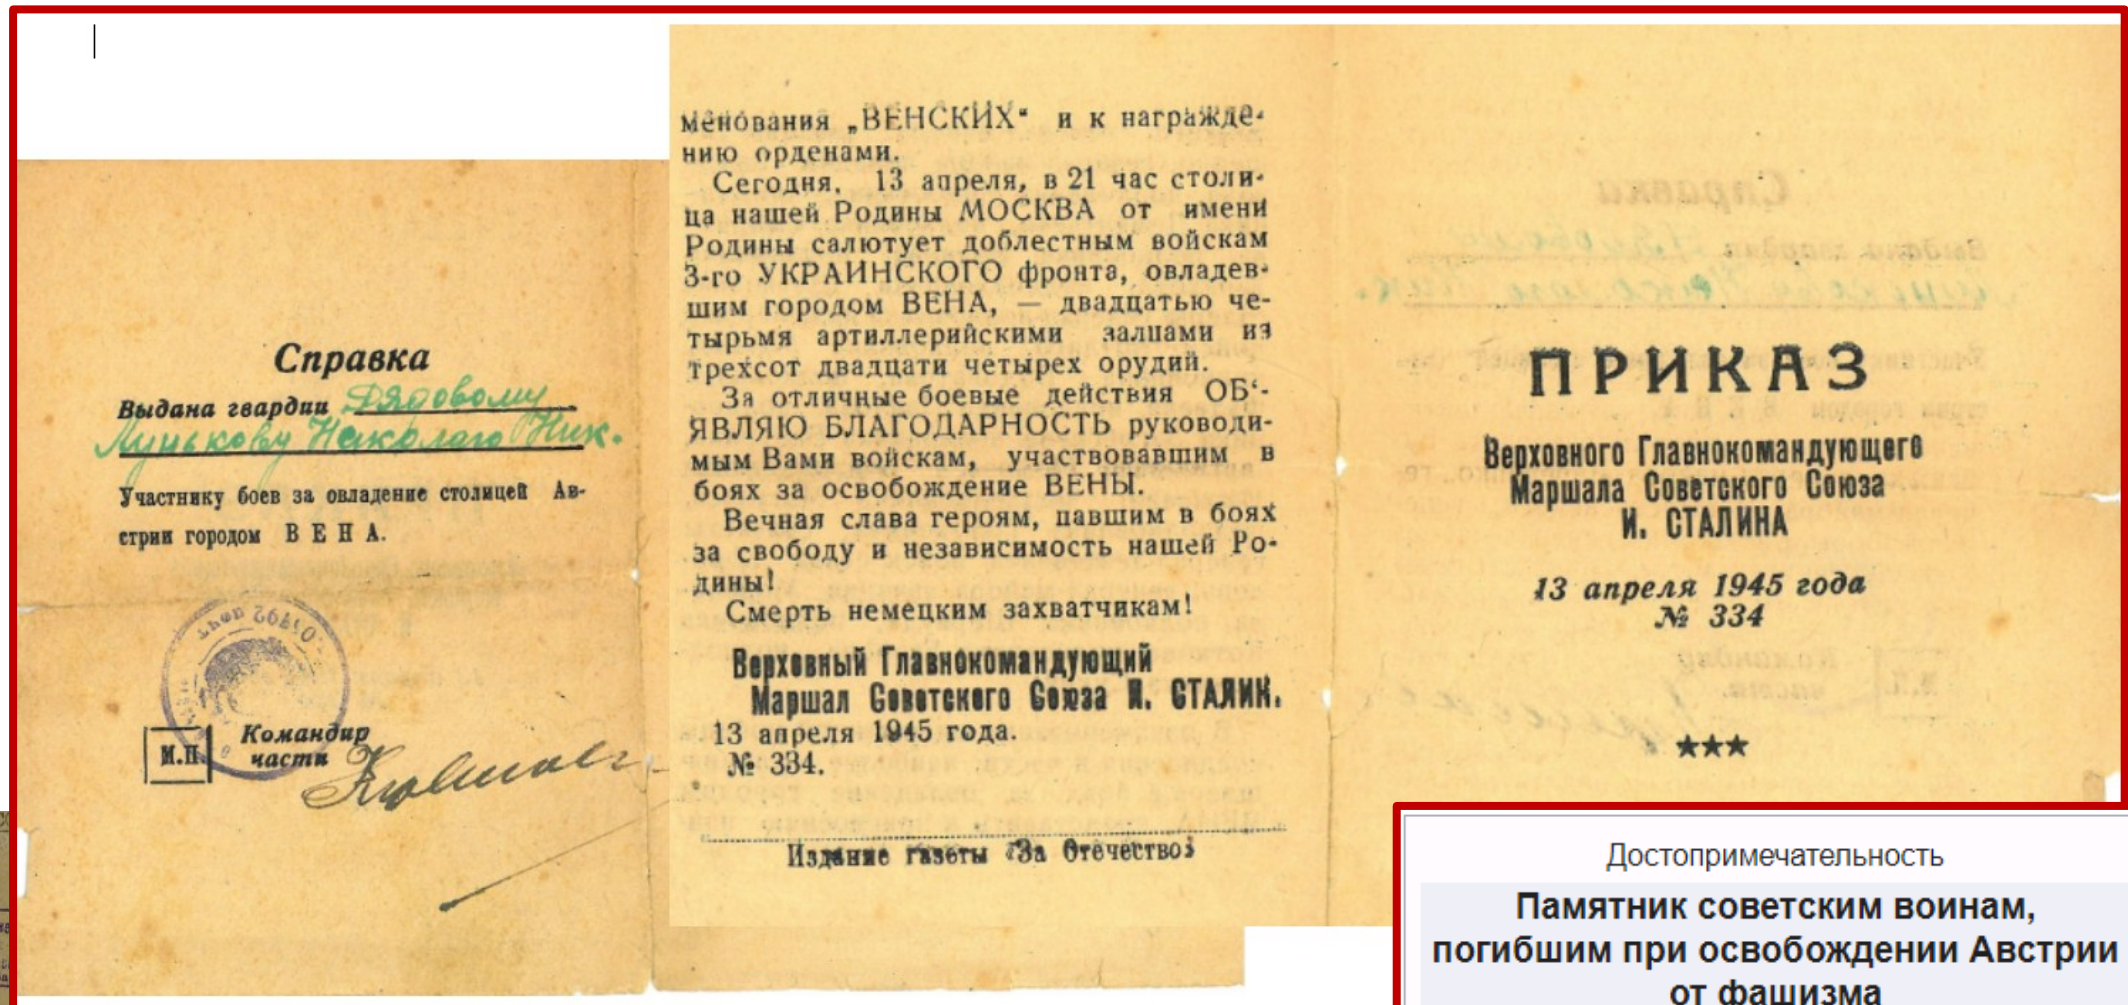 Справка
Выдана гвардии Рядовому
Лунькову Николаю Ник.
Участнику боев за овладение столицей Ав-
стрии городом В Е Н А.
М.П
Командир
части
менования „ВЕНСКИХ“ и к награжде-
нию орденами.
Сегодня, 13 апреля, в 21 час столи-
ца нашей Родины МОСКВА от имени
Родины салютует доблестным войскам
3-го УКРАИНСКОГО фронта, овладев-
шим городом ВЕНА, — двадцатью че-
тырьмя артиллерийскими залпами из
трехсот двадцати четырех орудий.
За отличные боевые действия ОБ‘-
ЯВЛЯЮ БЛАГОДАРНОСТЬ руководи-
мым Вами войскам, участвовавшим в
боях за освобождение ВЕНЫ.
Вечная слава героям, павшим в боях
за свободу и независимость нашей Ро-
дины!
Смерть немецким захватчикам!
Верховный Главнокомандующий
Маршал Советского Союза И. СТАЛИН.
13 апреля 1945 года.
№ 334.
Издание газеты «За Отечество»
ПРИКАЗ
Верховного Главнокомандующего
Маршала Советского Союза
И. СТАЛИНА
13 апреля 1945 года
№ 334
★★★
Достопримечательность
Памятник советским воинам,
погибшим при освобождении Австрии
от фашизма